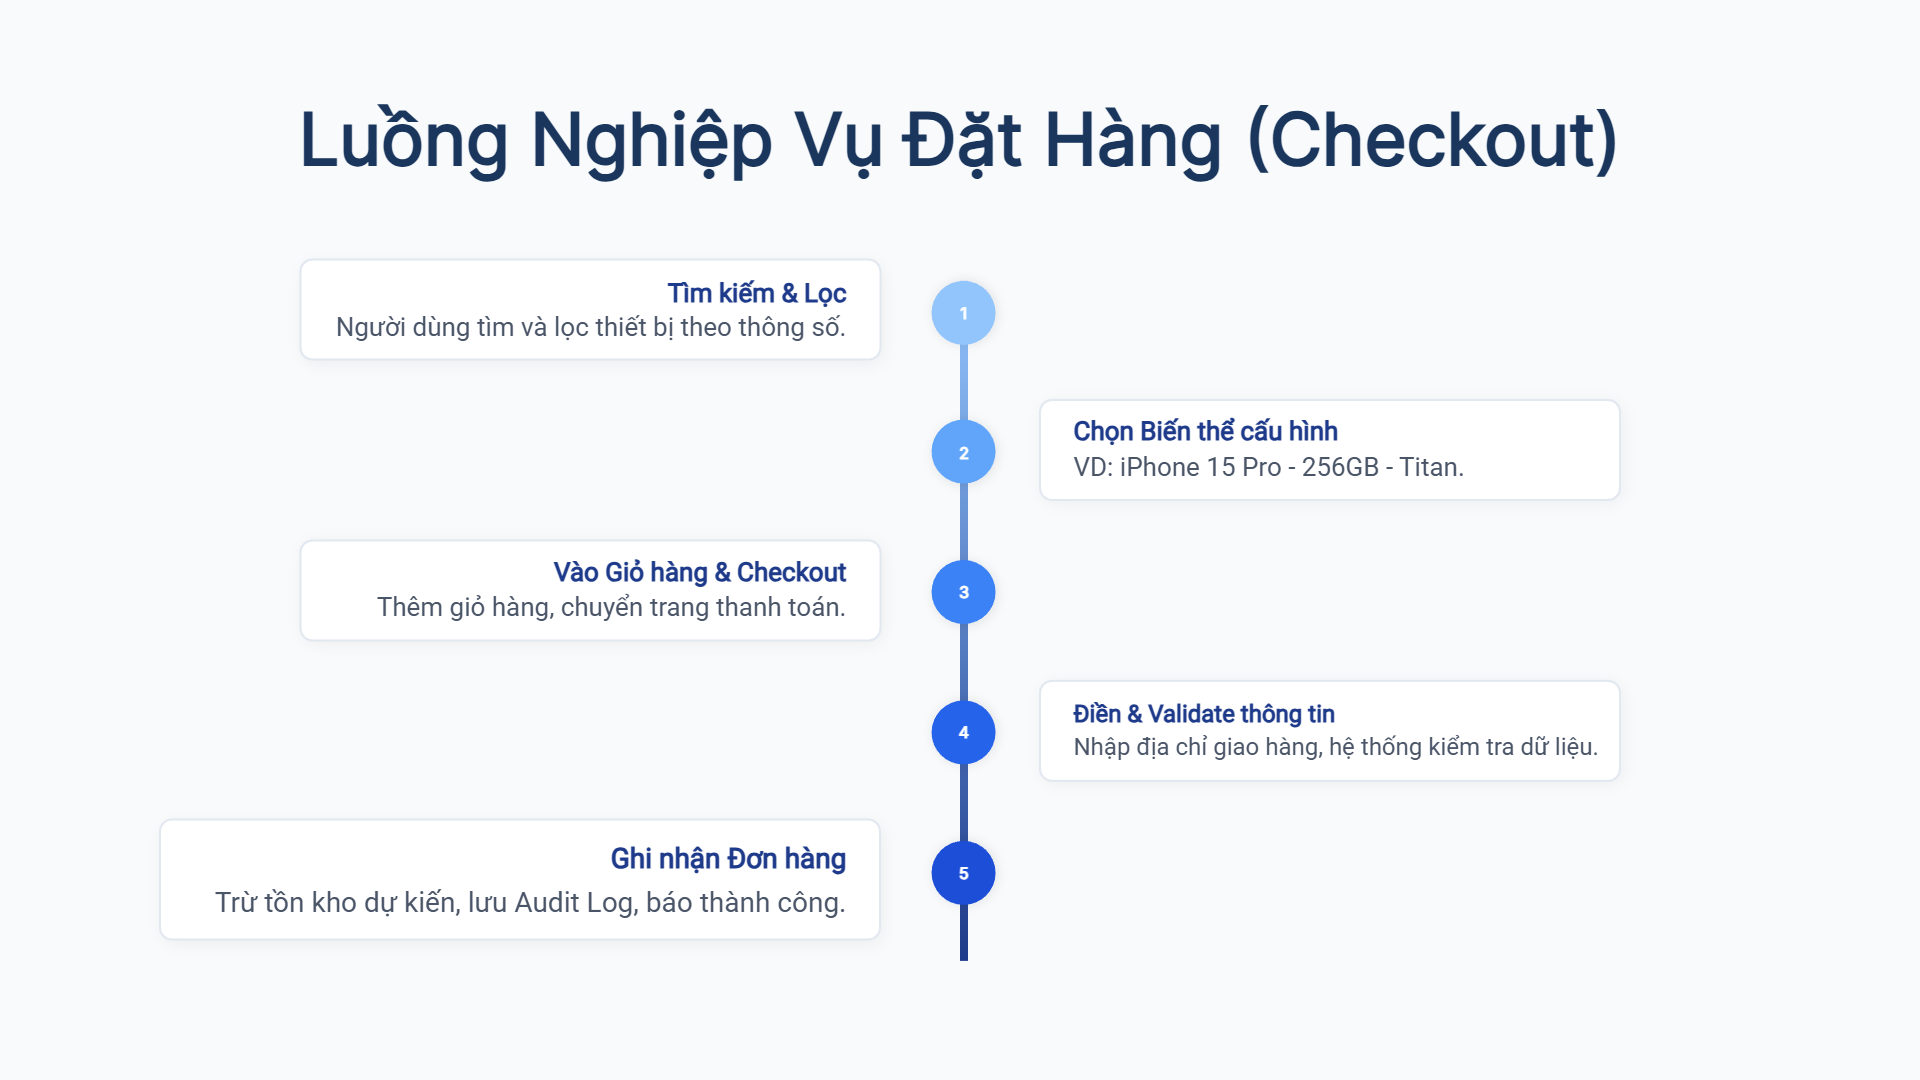 Luồng Nghiệp Vụ Đặt Hàng (Checkout)
Tìm kiếm & Lọc
Người dùng tìm và lọc thiết bị theo thông số.
1
2
Chọn Biến thể cấu hình
VD: iPhone 15 Pro - 256GB - Titan.
Vào Giỏ hàng & Checkout
Thêm giỏ hàng, chuyển trang thanh toán.
3
4
Điền & Validate thông tin
Nhập địa chỉ giao hàng, hệ thống kiểm tra dữ liệu.
Ghi nhận Đơn hàng
Trừ tồn kho dự kiến, lưu Audit Log, báo thành công.
5